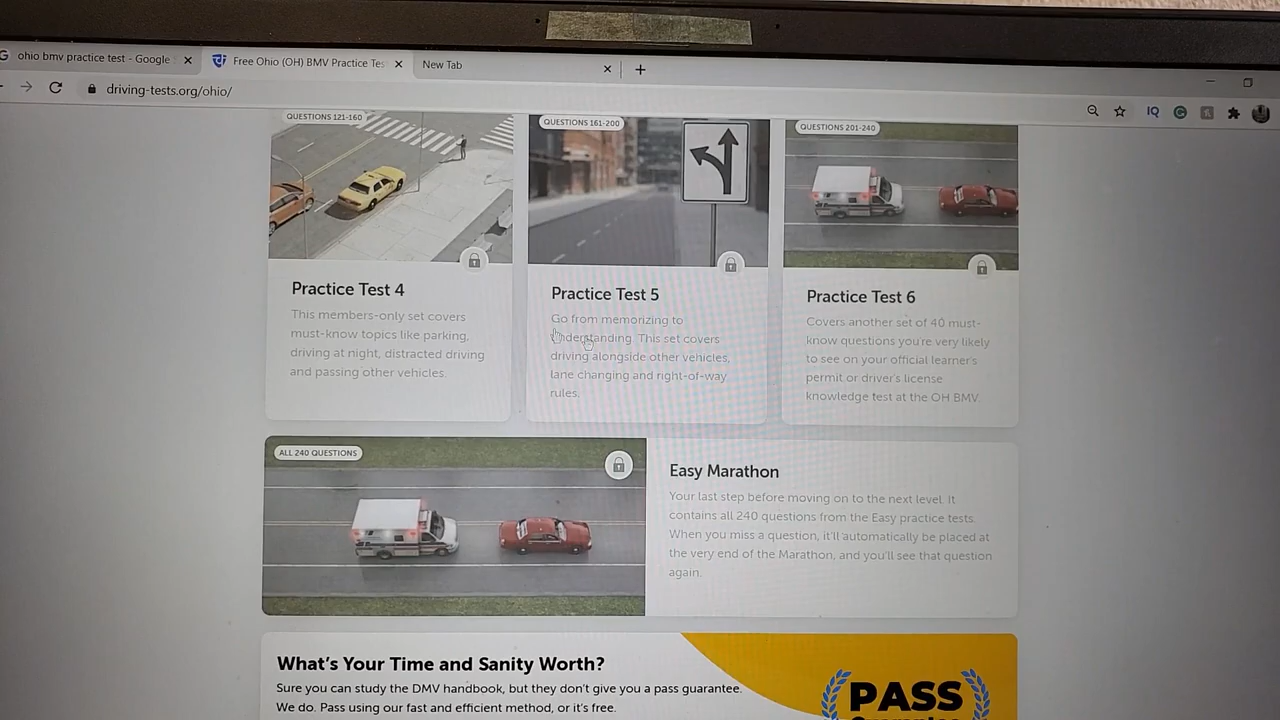 ohio bmv practice test - Google
Free Ohio (OH) BMV Practice Tes
New Tab
driving-tests.org/ohio/
IQ
QUESTIONS 121-160
QUESTIONS 161-200
QUESTIONS 201-240
Practice Test 4
This members-only set covers
must-know topics like parking,
driving at night, distracted driving
and passing other vehicles.
Practice Test 5
Go from memorizing to
understanding. This set covers
driving alongside other vehicles,
lane changing and right-of-way
rules.
Practice Test 6
Covers another set of 40 must-
know questions you're very likely
to see on your official learner's
permit or driver's license
knowledge test at the OH BMV.
ALL 240 QUESTIONS
Easy Marathon
Your last step before moving on to the next level. It
contains all 240 questions from the Easy practice tests.
When you miss a question, it'll automatically be placed at
the very end of the Marathon, and you'll see that question
again.
What's Your Time and Sanity Worth?
Sure you can study the DMV handbook, but they don't give you a pass guarantee.
We do. Pass using our fast and efficient method, or it's free.
PASS